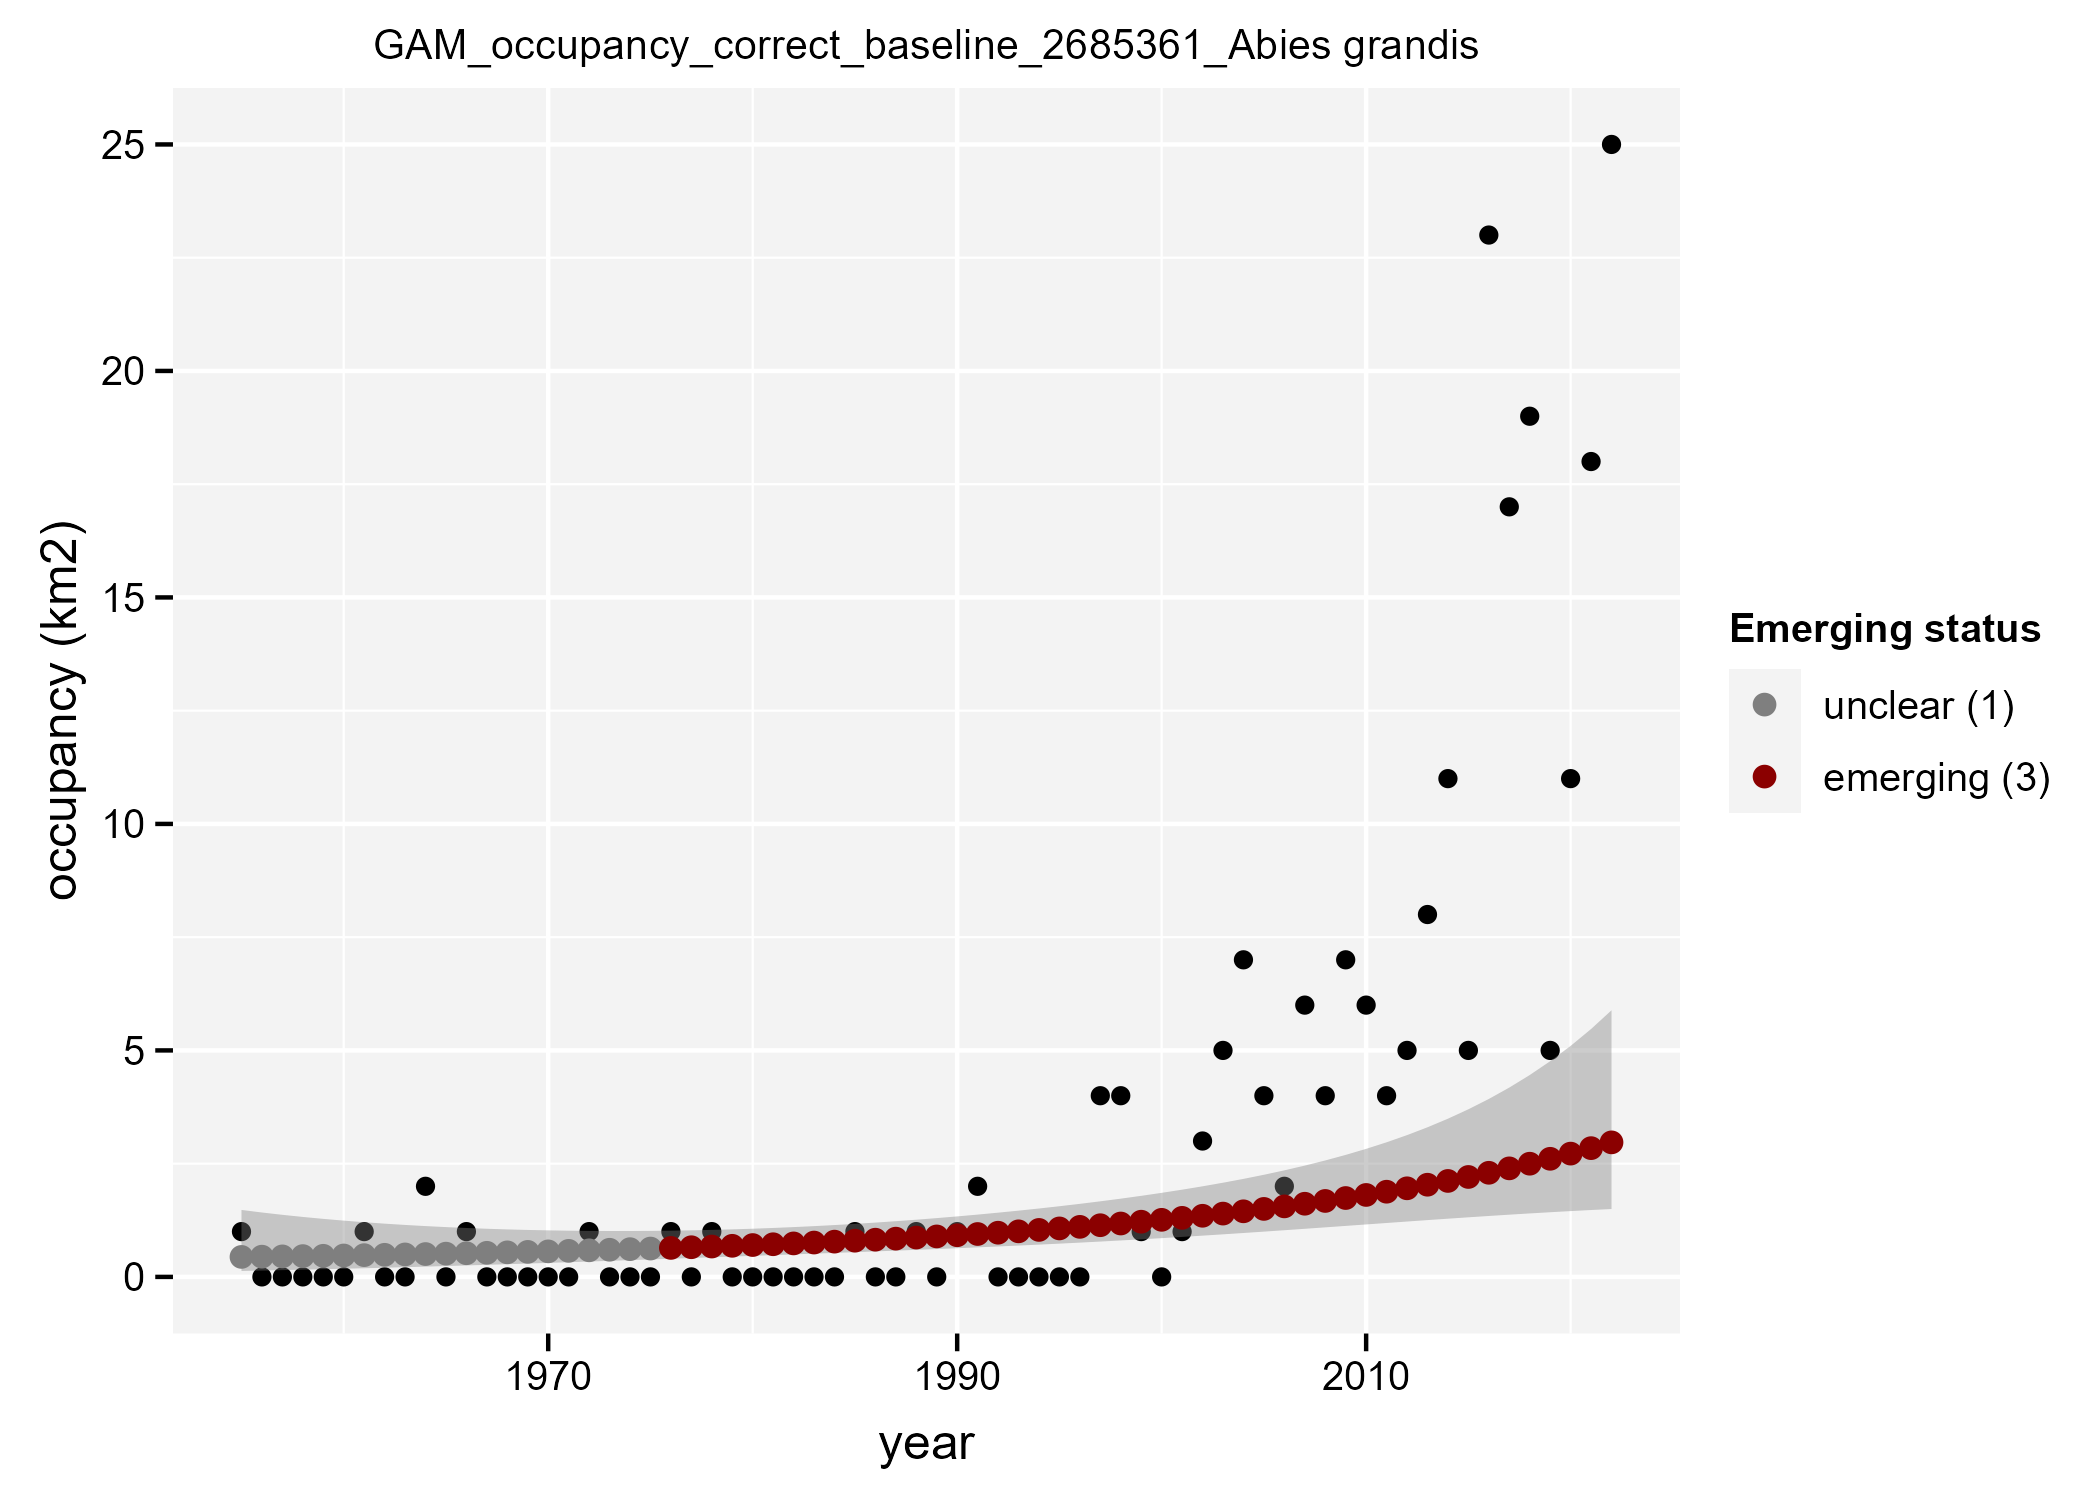 GAM_occupancy_correct_baseline_2685361_Abies grandis
25
20
15
10
5
0
occupancy (km2)
1970
1990
2010
year
Emerging status
unclear (1)
emerging (3)